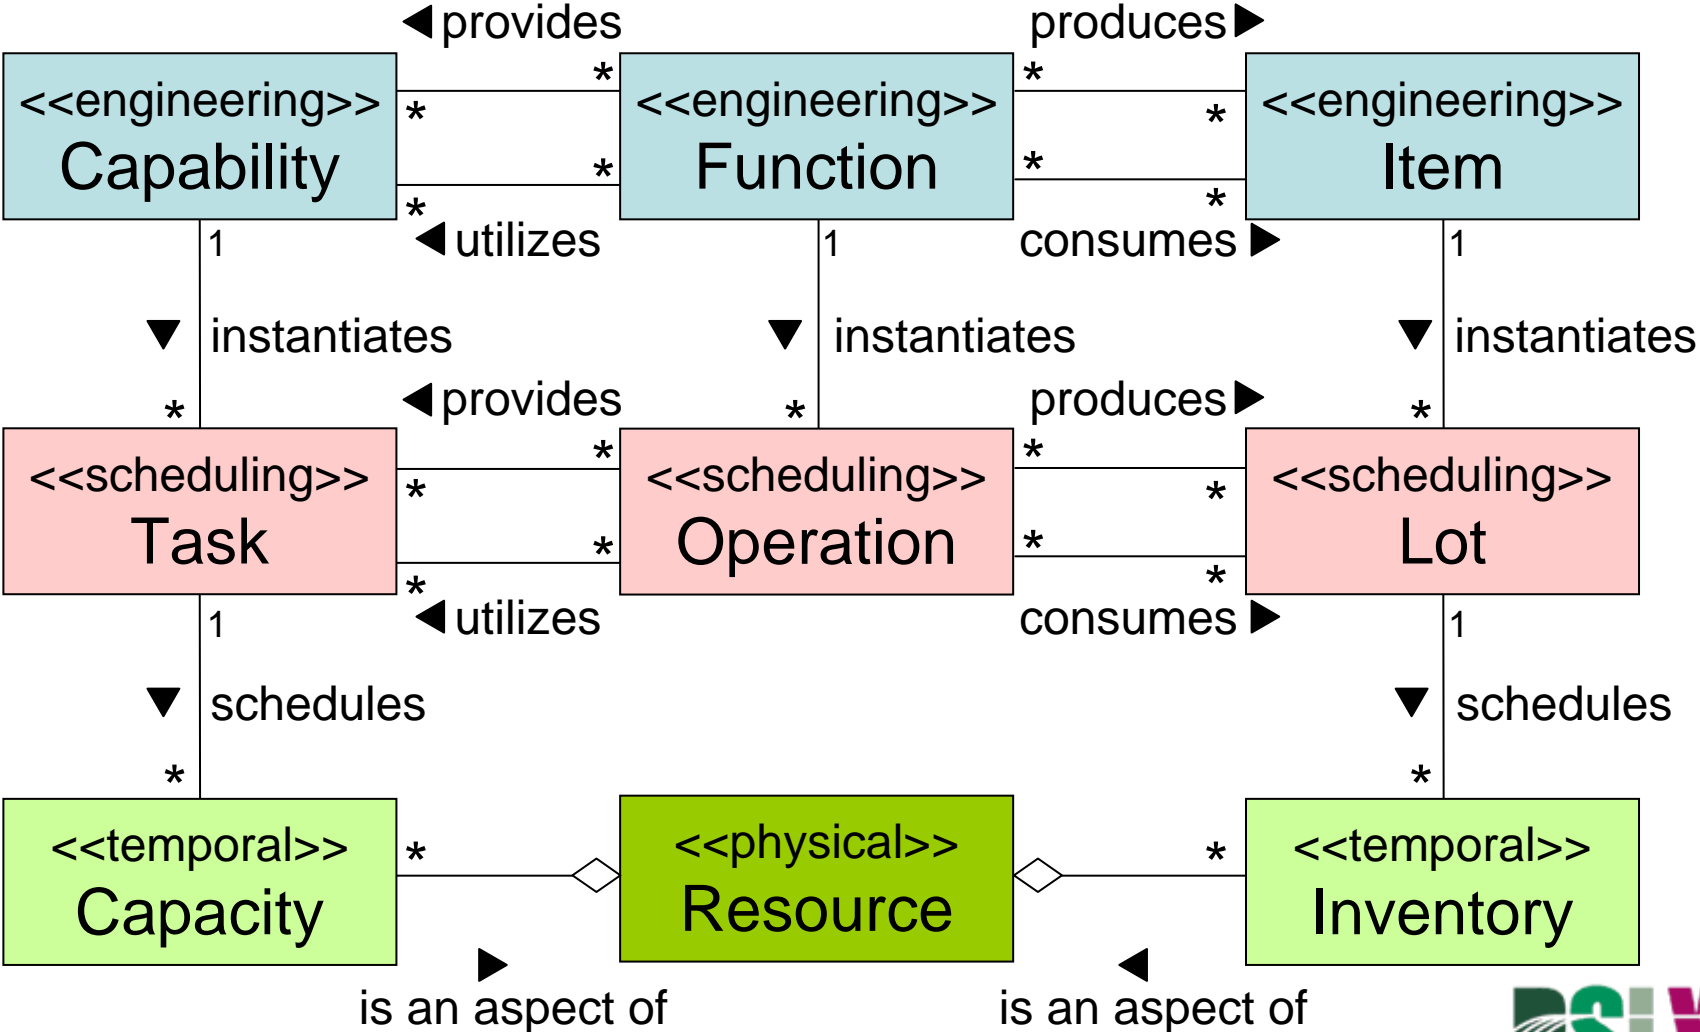 ◄provides
produces►
* *
<<engineering>> <<engineering>> <<engineering>>
* *
Capability Function Item
* *
* *
◄utilizes
consumes ►
1 1 1
▼ instantiates ▼ instantiates ▼ instantiates
◄provides
produces►
* * *
* *
<<scheduling>> <<scheduling>> <<scheduling>>
* *
Task Operation Lot
* *
* *
◄utilizes
consumes ►
1 1
▼ schedules ▼ schedules
* *
<<temporal>> <<physical>> <<temporal>>
* *
Capacity Resource Inventory
► ◄
is an aspect of is an aspect of